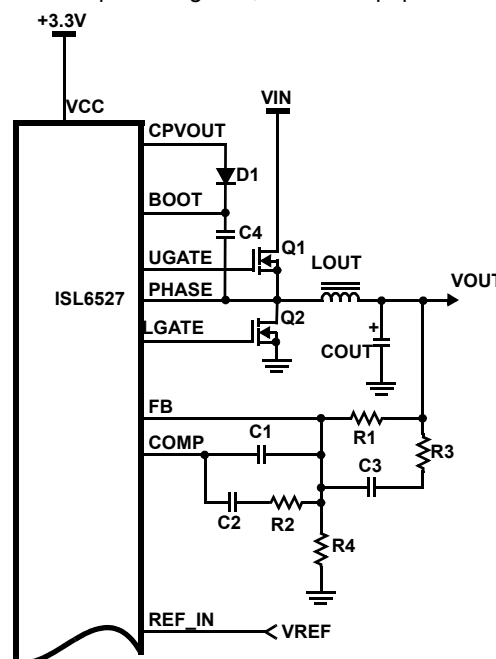 +3.3V
VCC
VIN
CPVOUT
D1
BOOT
C4
Q1
UGATE
LOUT
ISL6527
PHASE
VOUT
Q2
LGATE
+
COUT
FB
R1
COMP
C1
R3
C3
C2
R2
R4
REF_IN
VREF